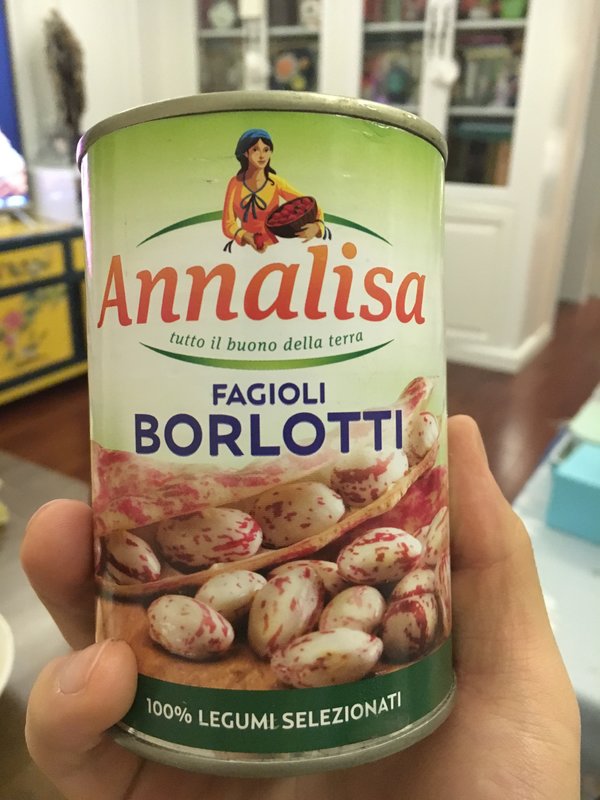 Annalisa
tutto il buono della terra
FAGIOLI
BORLOTTI
100% LEGUMI SELEZIONATI